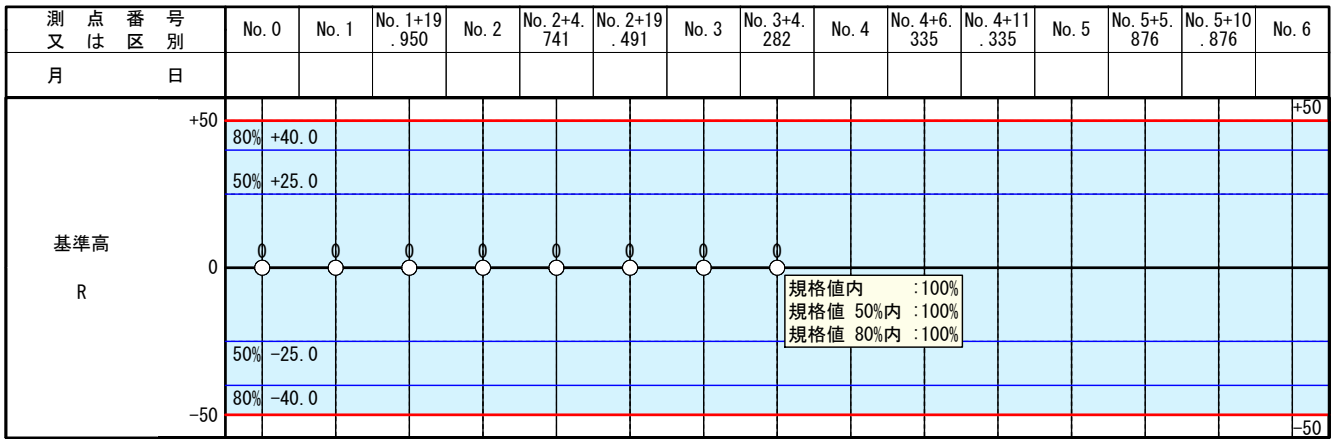 測点番号 No.0 No.1 No.1+19 No.2 No.2+4. No.2+19 No.3 No.3+4. No.4 No.4+6. No.4+11 No.5 No.5+5. No.5+10 No.6
又は区別 .950 741 .491 282 335 .335 876 .876
月 日
+50 +50
80% +40.0
50% +25.0
基準高 0 0 0 0 0 0 0 0
0
R
規格値内 :100%
規格値 50%内 :100%
規格値 80%内 :100%
50% -25.0
80% -40.0
-50 -50